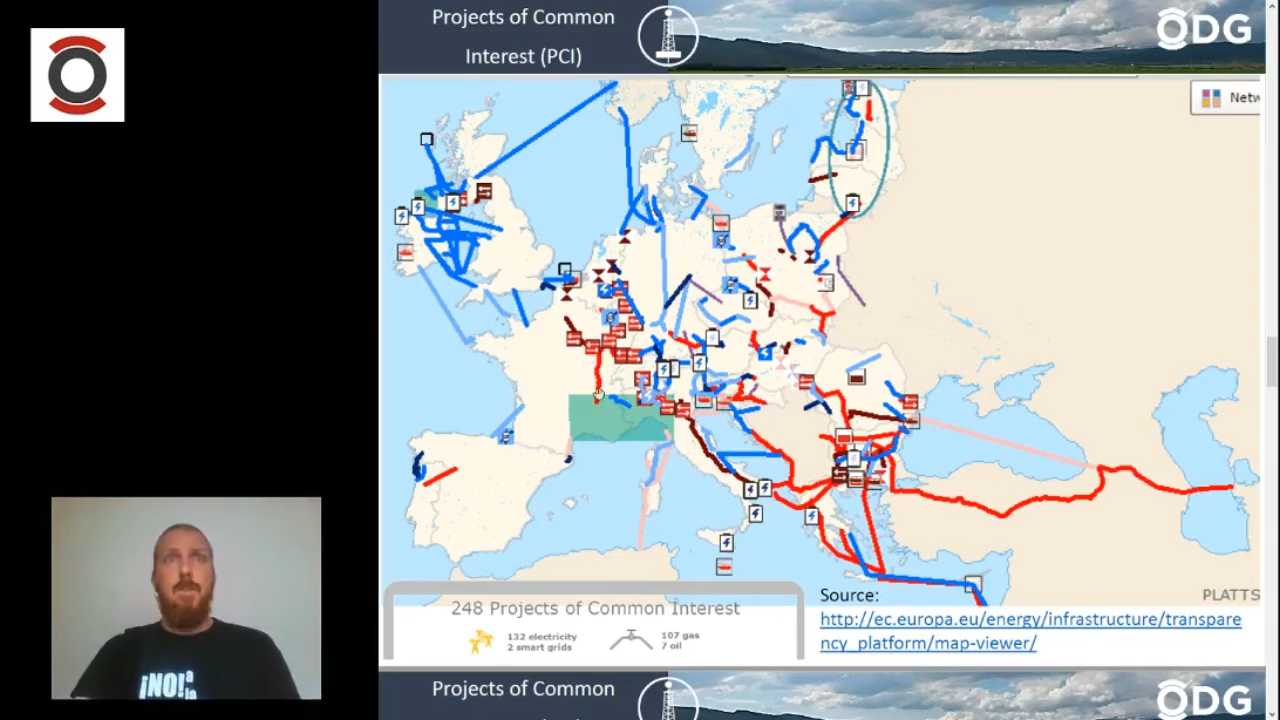 Projects of Common
Interest (PCI)
ODG
Netw
248 Projects of Common Interest
132 electricity
2 smart grids
107 gas
7 oil
Source:
http://ec.europa.eu/energy/infrastructure/transpare
ncy_platform/map-viewer/
PLATTS
¡NO!a
la
Projects of Common
ODG